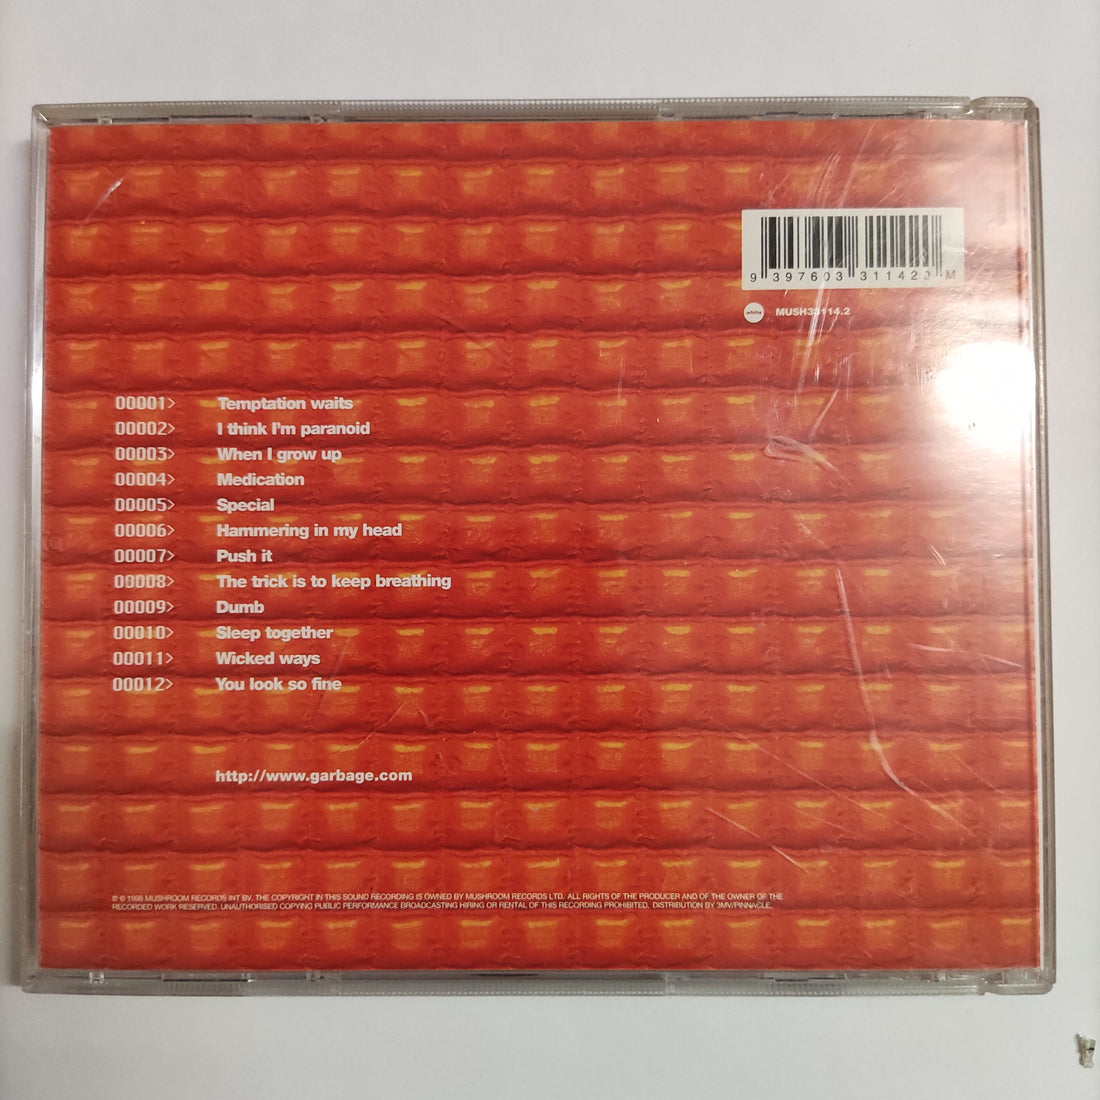 9 397603 311423 M
white MUSH33114.2
00001> Temptation waits
00002> I think I'm paranoid
00003> When I grow up
00004> Medication
00005> Special
00006> Hammering in my head
00007> Push it
00008> The trick is to keep breathing
00009> Dumb
00010> Sleep together
00011> Wicked ways
00012> You look so fine
http://www.garbage.com
℗ © 1998 MUSHROOM RECORDS INT BV. THE COPYRIGHT IN THIS SOUND RECORDING IS OWNED BY MUSHROOM RECORDS LTD. ALL RIGHTS OF THE PRODUCER AND OF THE OWNER OF THE
RECORDED WORK RESERVED. UNAUTHORISED COPYING PUBLIC PERFORMANCE BROADCASTING HIRING OR RENTAL OF THIS RECORDING PROHIBITED. DISTRIBUTION BY 3MV/PINNACLE.